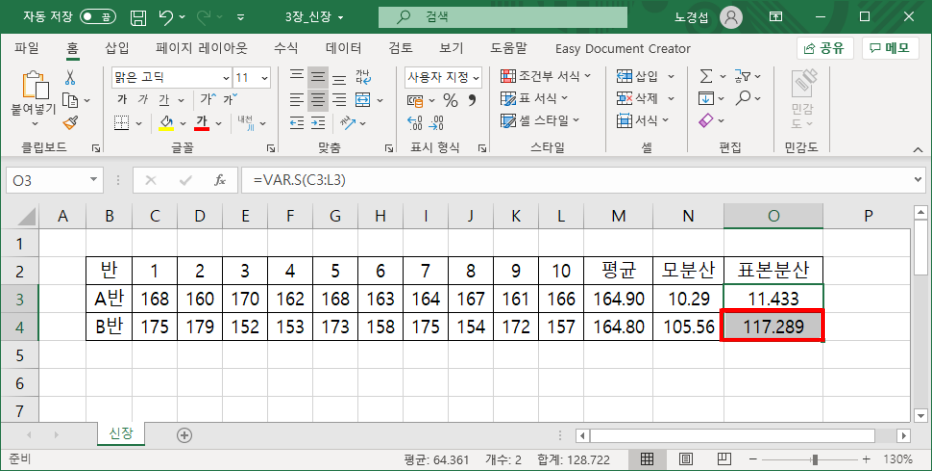 자동 저장 끔 3장_신장 검색 노경섭
파일 홈 삽입 페이지 레이아웃 수식 데이터 검토 보기 도움말 Easy Document Creator 공유 메모
붙여넣기 맑은 고딕 11 가 가 가 가 가 가 내천 가나다 사용자 지정 % 조건부 서식 표 서식 셀 스타일 삽입 삭제 서식 민감도
클립보드 글꼴 맞춤 표시 형식 스타일 셀 편집 민감도
O3 fx =VAR.S(C3:L3)
A B C D E F G H I J K L M N O P
1
2 반 1 2 3 4 5 6 7 8 9 10 평균 모분산 표본분산
3 A반 168 160 170 162 168 163 164 167 161 166 164.90 10.29 11.433
4 B반 175 179 152 153 173 158 175 154 172 157 164.80 105.56 117.289
5
6
7
신장
준비 평균: 64.361 개수: 2 합계: 128.722 130%